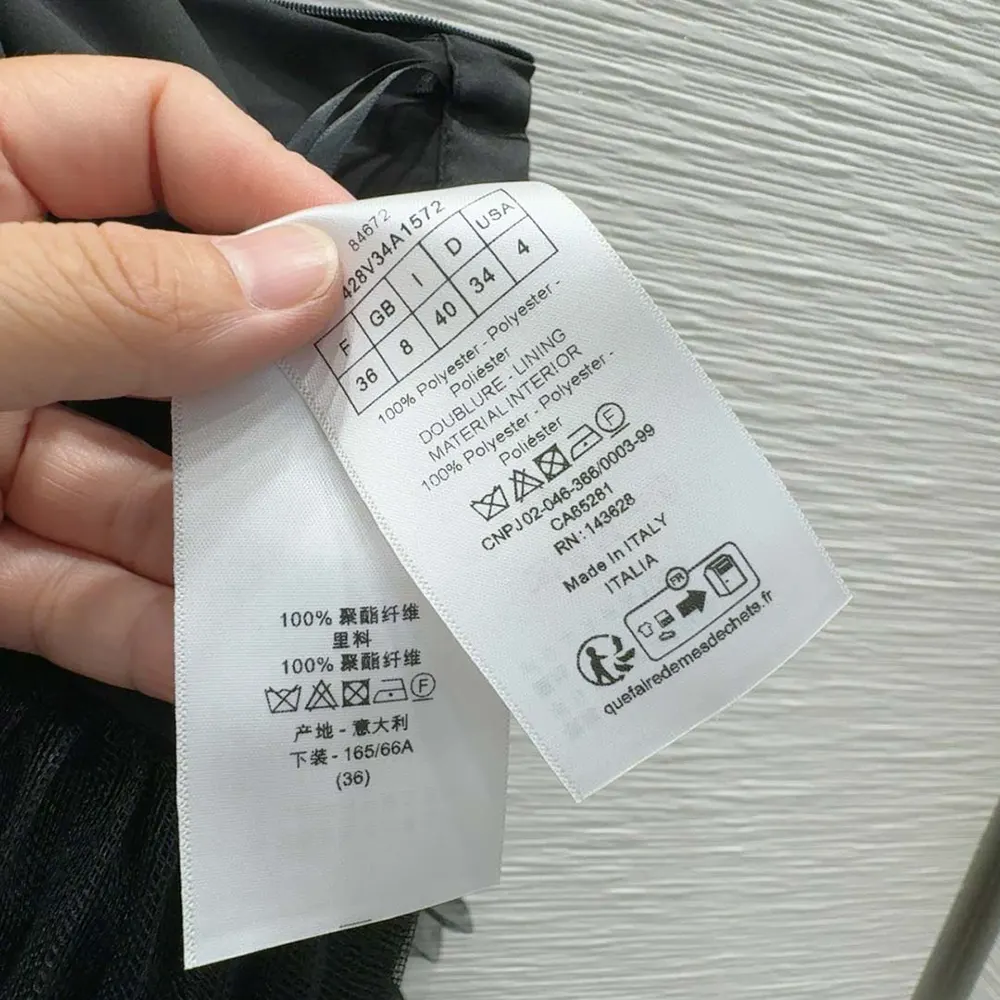 84672
428V34A1572
F GB I D USA
36 8 40 34 4
100% Polyester - Polyester -
Poliéster
DOUBLURE - LINING
MATERIAL INTERIOR
100% Polyester - Polyester -
Poliéster
F
CNPJ 02-046-366/0003-99
CA65261
RN: 143628
Made In ITALY
ITALIA
FR
quefairedemesdechets.fr
100% 聚酯纤维
里料
100% 聚酯纤维
F
产地 - 意大利
下装 - 165/66A
(36)